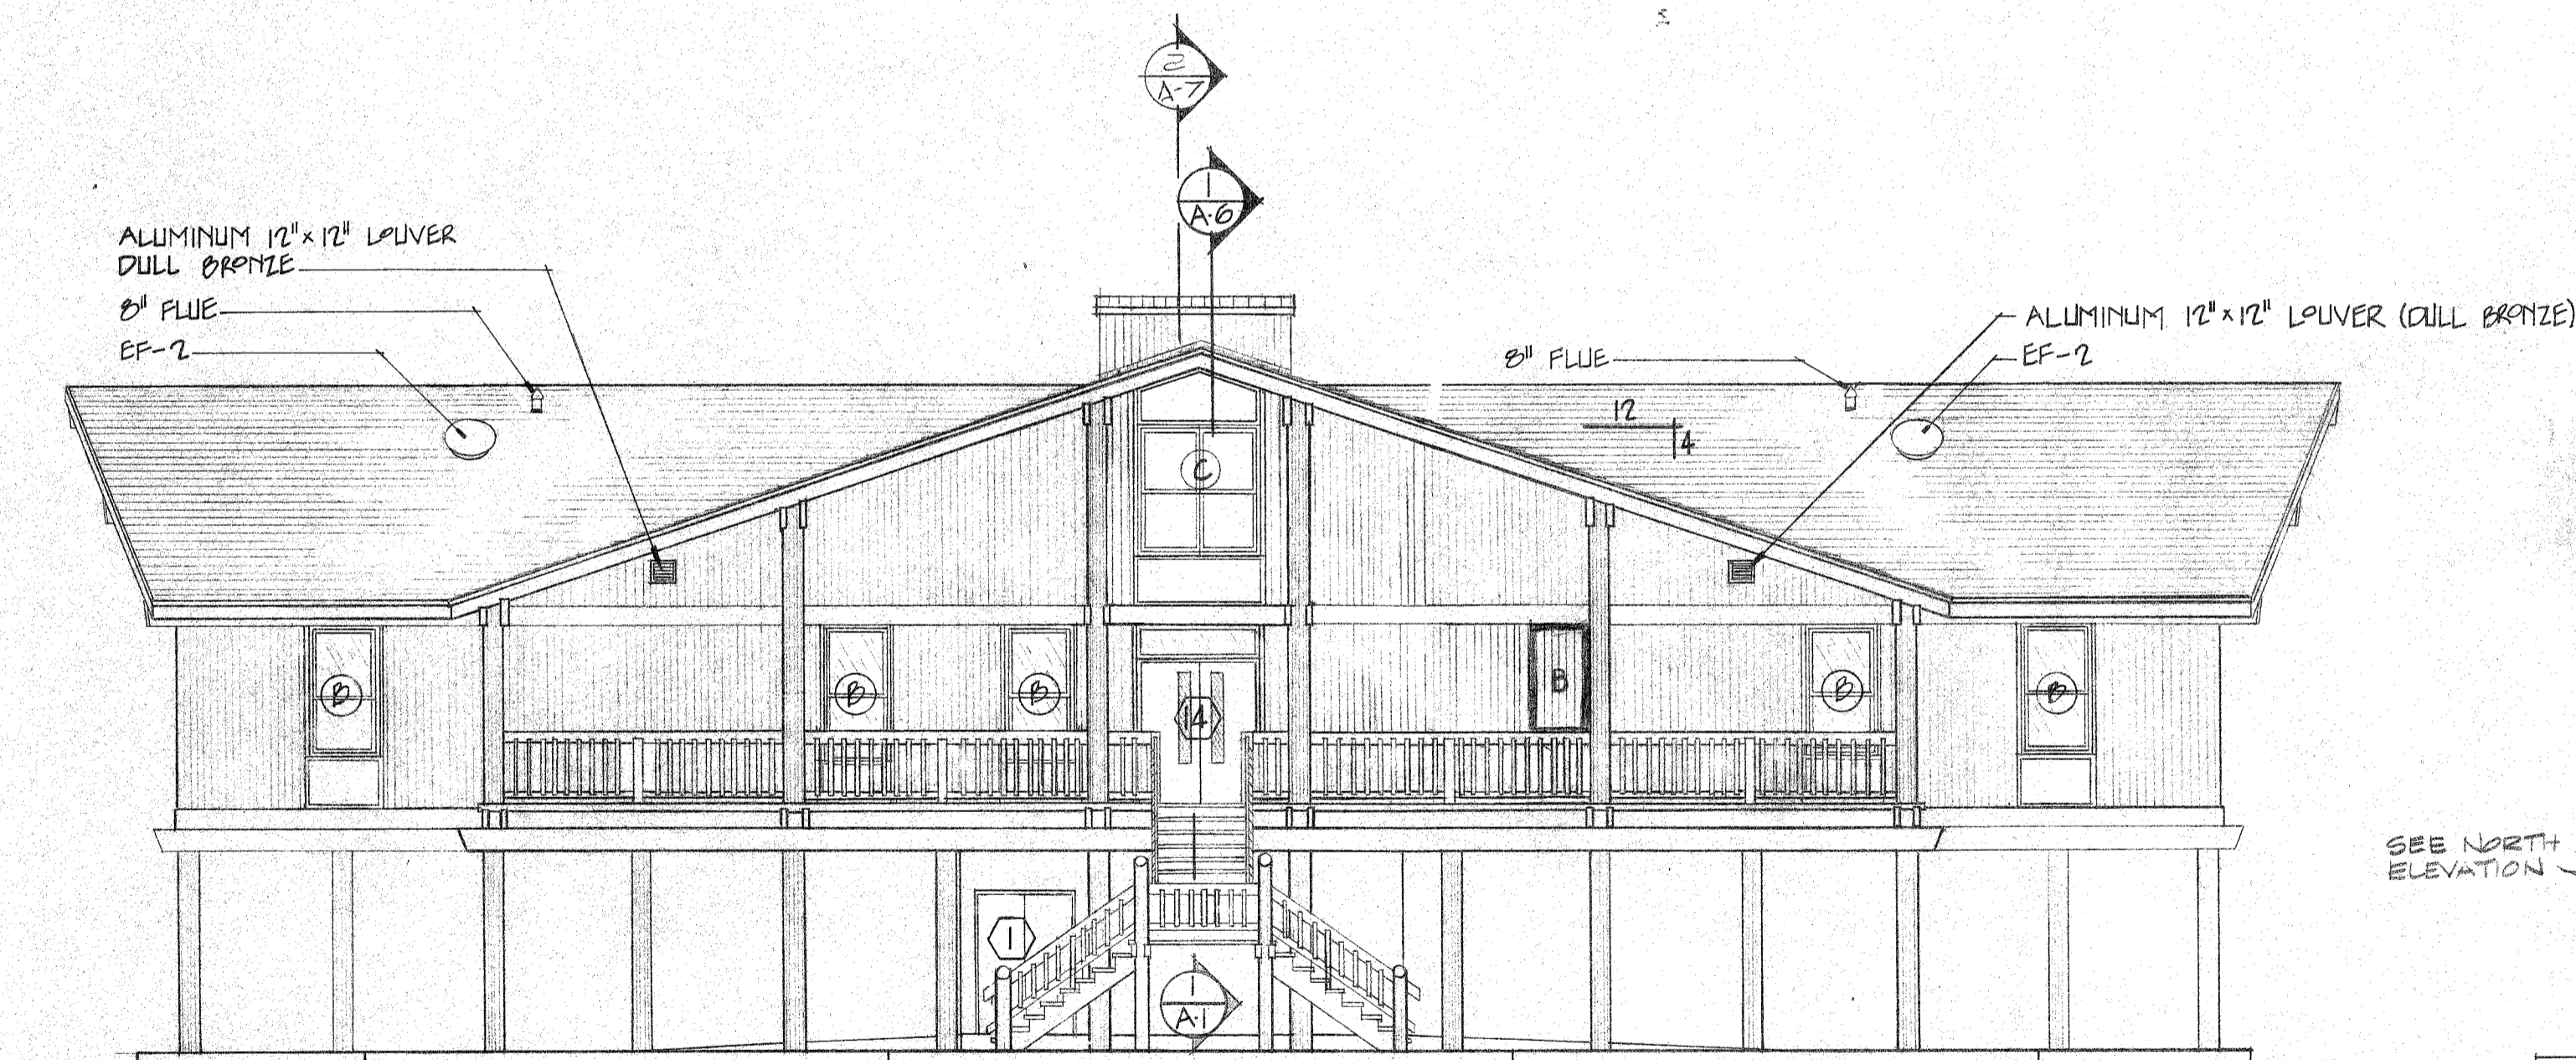 2
A-7
1
A.6
ALUMINUM 12"x12" LOUVER
DULL BRONZE
8" FLUE
EF-2
ALUMINUM 12"x12" LOUVER (DULL BRONZE)
8" FLUE
EF-2
12
4
C
B
B
B
B
B
B
14
SEE NORTH
ELEVATION
1
1
A.1